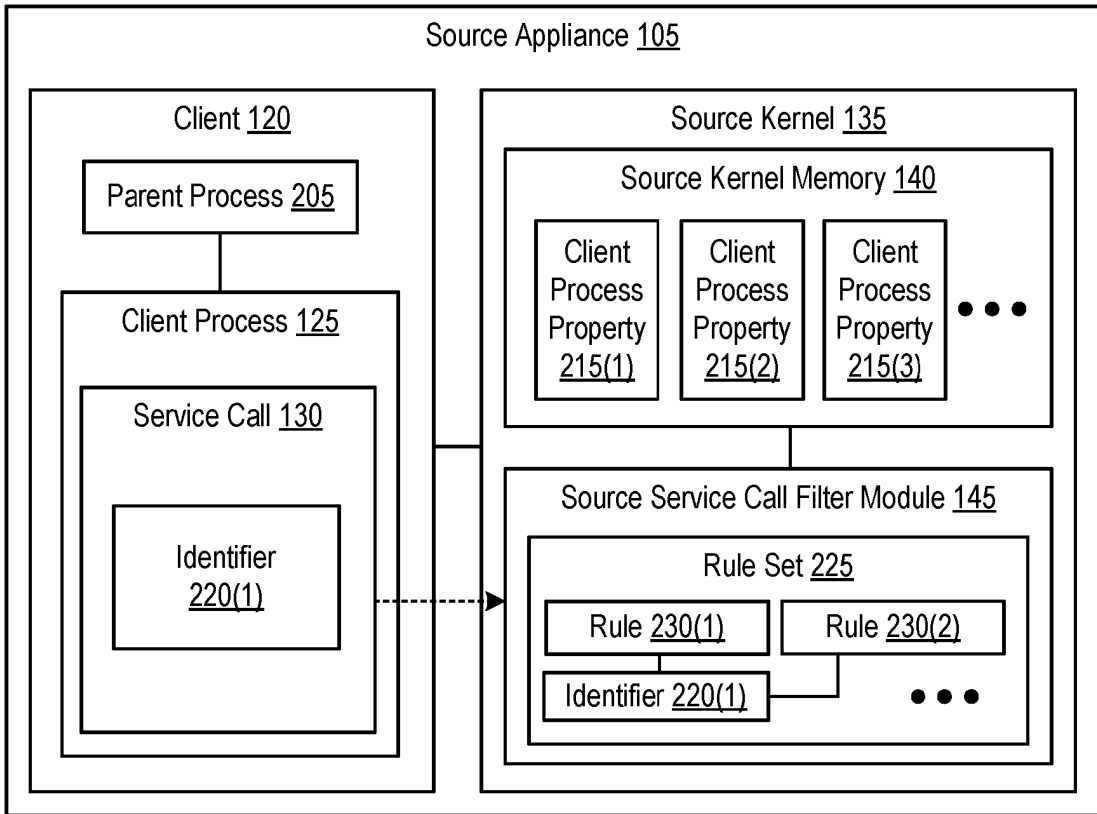 Source Appliance 105
Client 120
Parent Process 205
Client Process 125
Service Call 130
Identifier
220(1)
Source Kernel 135
Source Kernel Memory 140
Client
Process
Property
215(1)
Client
Process
Property
215(2)
Client
Process
Property
215(3)
Source Service Call Filter Module 145
Rule Set 225
Rule 230(1)
Rule 230(2)
Identifier 220(1)